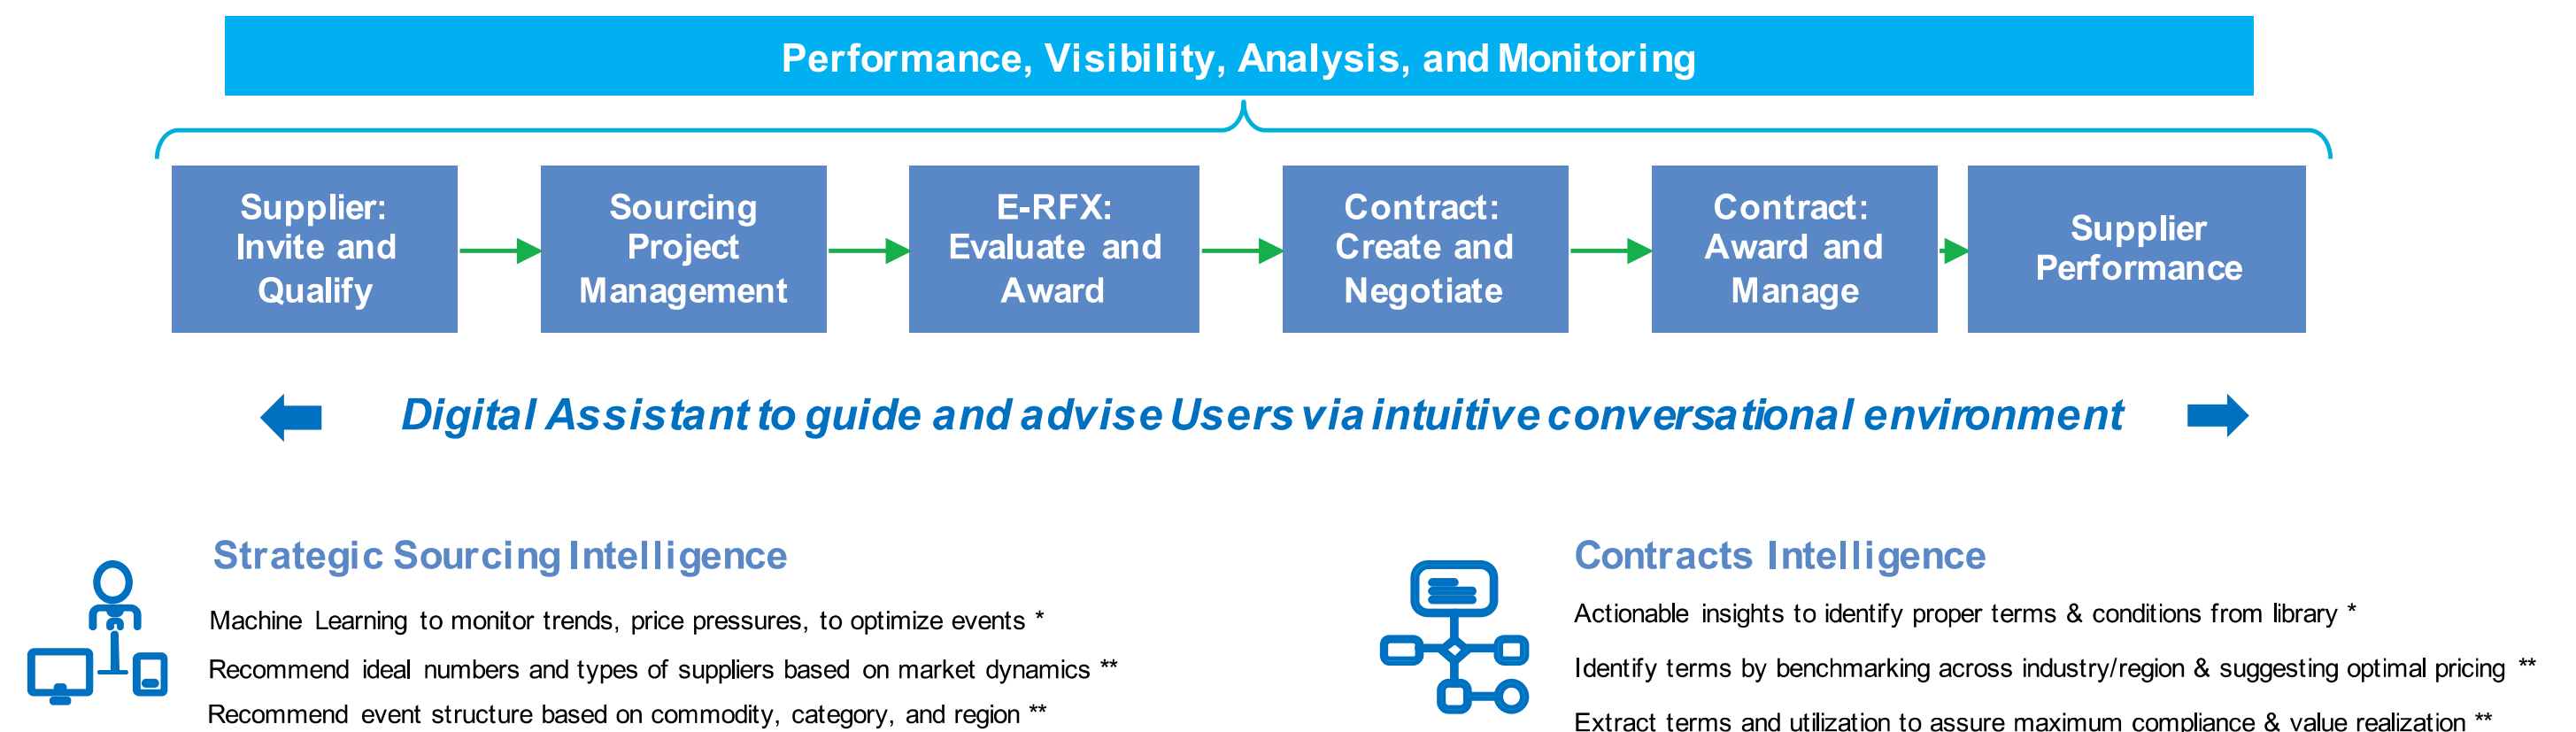 Performance, Visibility, Analysis, and Monitoring
Supplier:
Invite and
Qualify
Sourcing
Project
Management
E-RFX:
Evaluate and
Award
Contract:
Create and
Negotiate
Contract:
Award and
Manage
Supplier
Performance
Digital Assistant to guide and advise Users via intuitive conversational environment
Strategic Sourcing Intelligence
Machine Learning to monitor trends, price pressures, to optimize events *
Recommend ideal numbers and types of suppliers based on market dynamics **
Recommend event structure based on commodity, category, and region **
Contracts Intelligence
Actionable insights to identify proper terms & conditions from library *
Identify terms by benchmarking across industry/region & suggesting optimal pricing **
Extract terms and utilization to assure maximum compliance & value realization **